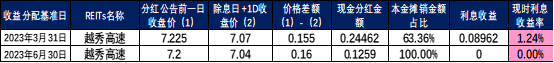 收益分配基准日 REITs名称 分红公告前一日收盘价（1） 除息日+1D收盘价（2） 价格差额（1）-（2） 现金分红金额 本金摊销金额占比 利息收益 现时利息收益率
2023年3月31日 越秀高速 7.225 7.07 0.155 0.24462 63.36% 0.08962 1.24%
2023年6月30日 越秀高速 7.2 7.04 0.16 0.1259 100.00% 0 0.00%